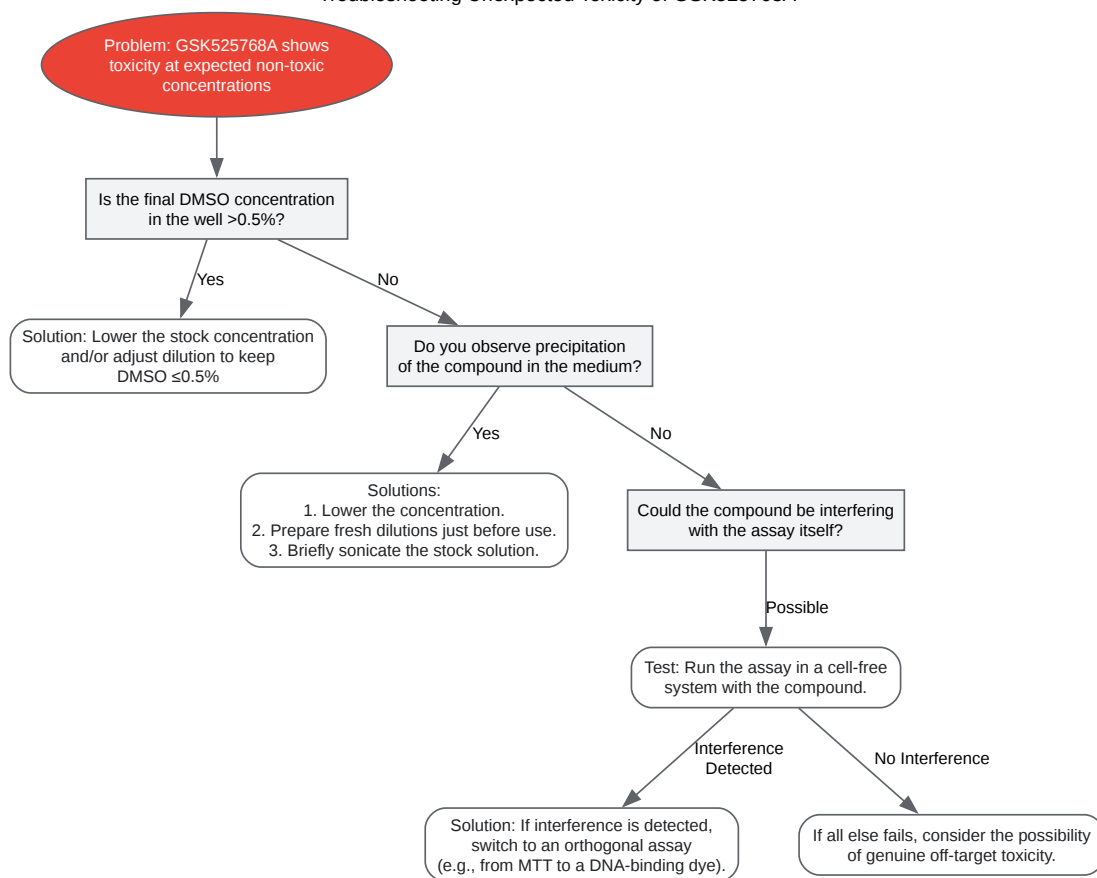 Problem: GSK525768A shows
toxicity at expected non-toxic
concentrations
Is the final DMSO concentration
in the well >0.5%?
Yes
No
Solution: Lower the stock concentration
and/or adjust dilution to keep
DMSO ≤0.5%
Do you observe precipitation
of the compound in the medium?
Yes
No
Solutions:
1. Lower the concentration.
2. Prepare fresh dilutions just before use.
3. Briefly sonicate the stock solution.
Could the compound be interfering
with the assay itself?
Possible
Test: Run the assay in a cell-free
system with the compound.
Interference
Detected
No Interference
Solution: If interference is detected,
switch to an orthogonal assay
(e.g., from MTT to a DNA-binding dye).
If all else fails, consider the possibility
of genuine off-target toxicity.